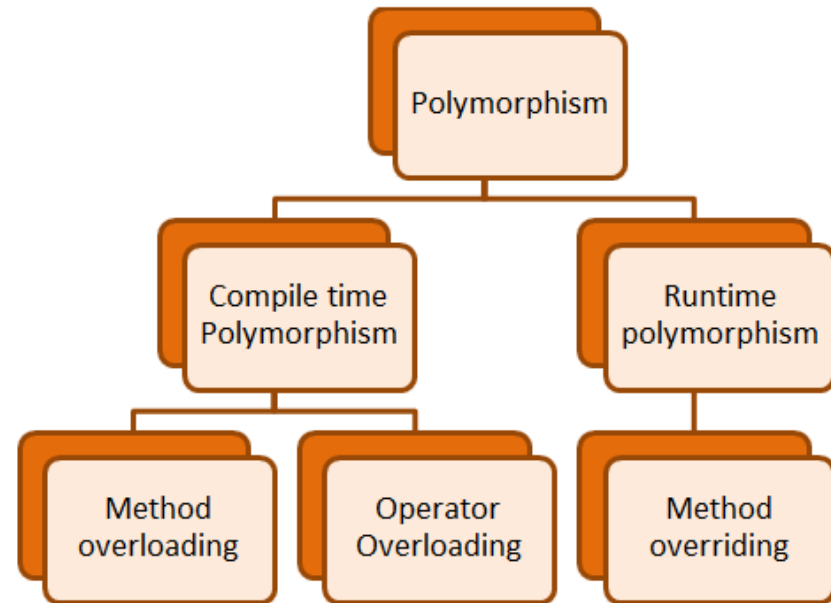 Polymorphism
Compile time
Polymorphism
Runtime
polymorphism
Method
overloading
Operator
Overloading
Method
overriding